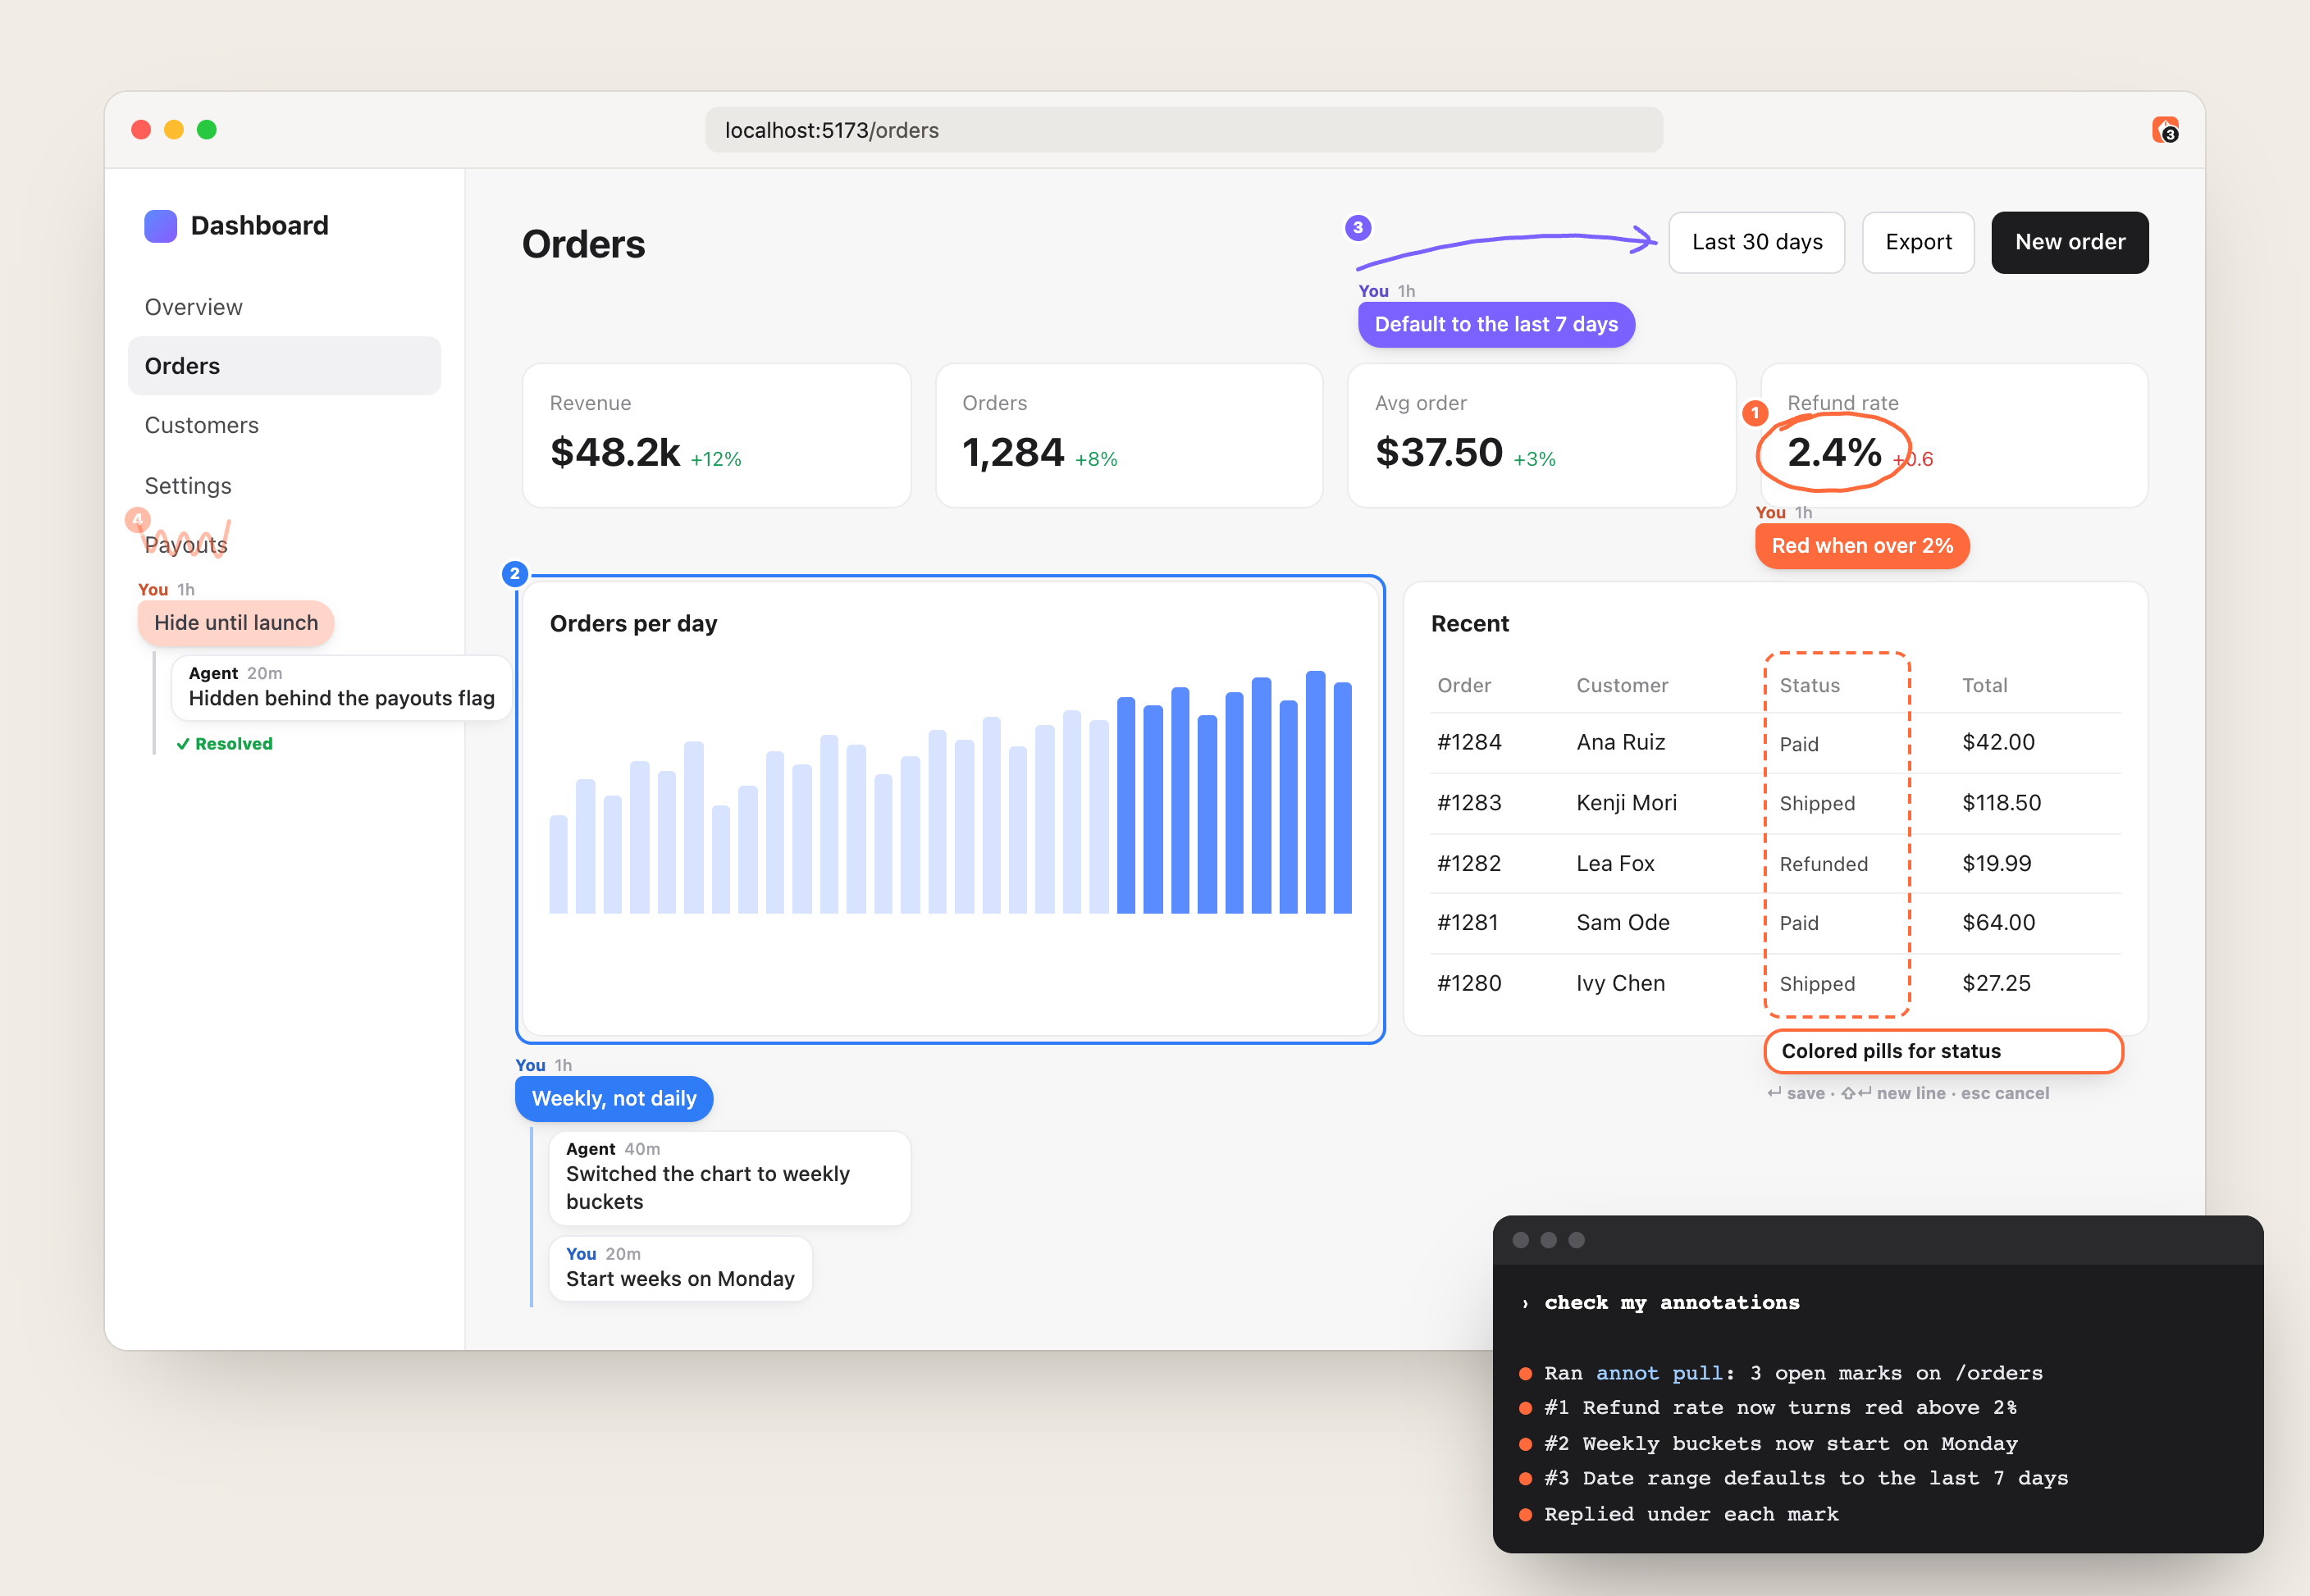 localhost:5173/orders
3
Dashboard
Overview
Orders
Customers
Settings
4
Payouts
You 1h
Hide until launch
Agent 20m
Hidden behind the payouts flag
✓ Resolved
Orders
3
Last 30 days
Export
New order
You 1h
Default to the last 7 days
Revenue
$48.2k +12%
Orders
1,284 +8%
Avg order
$37.50 +3%
1
Refund rate
2.4% +0.6
You 1h
Red when over 2%
2
Orders per day
You 1h
Weekly, not daily
Agent 40m
Switched the chart to weekly
buckets
You 20m
Start weeks on Monday
Recent
Order Customer Status Total
#1284 Ana Ruiz Paid $42.00
#1283 Kenji Mori Shipped $118.50
#1282 Lea Fox Refunded $19.99
#1281 Sam Ode Paid $64.00
#1280 Ivy Chen Shipped $27.25
Colored pills for status
↵ save · ⇧↵ new line · esc cancel
› check my annotations
Ran annot pull: 3 open marks on /orders
#1 Refund rate now turns red above 2%
#2 Weekly buckets now start on Monday
#3 Date range defaults to the last 7 days
Replied under each mark